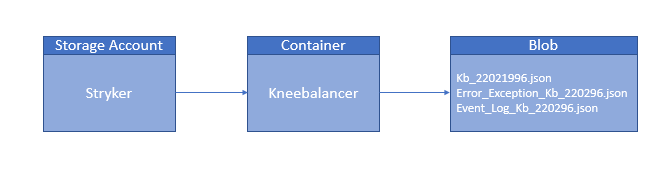 Storage Account
Stryker
Container
Kneebalancer
Blob
Kb_22021996.json
Error_Exception_Kb_220296.json
Event_Log_Kb_220296.json